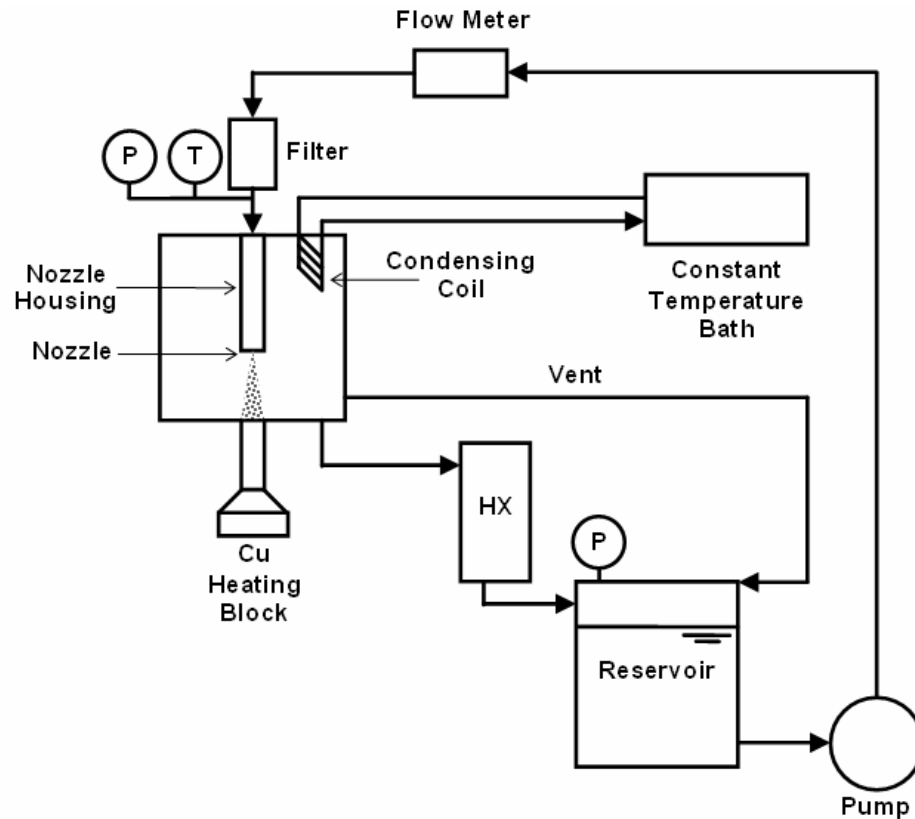 Flow Meter
P
T
Filter
Nozzle
Housing
Condensing
Coil
Constant
Temperature
Bath
Nozzle
Vent
HX
P
Cu
Heating
Block
Reservoir
Pump